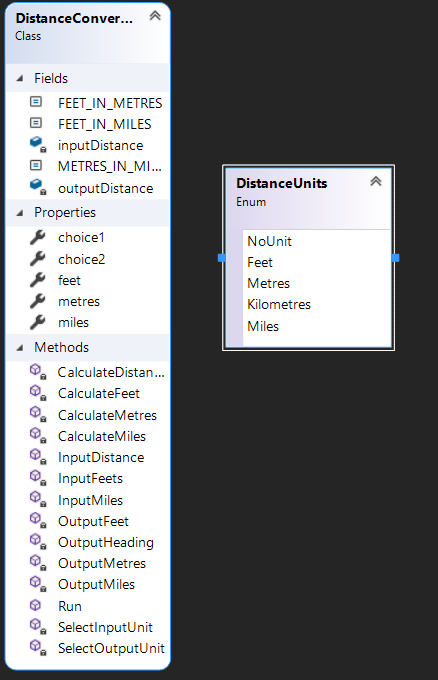 DistanceConver...
Class
Fields
FEET_IN_METRES
FEET_IN_MILES
inputDistance
METRES_IN_MI...
outputDistance
Properties
choice1
choice2
feet
metres
miles
Methods
CalculateDistan...
CalculateFeet
CalculateMetres
CalculateMiles
InputDistance
InputFeets
InputMiles
OutputFeet
OutputHeading
OutputMetres
OutputMiles
Run
SelectInputUnit
SelectOutputUnit
DistanceUnits
Enum
NoUnit
Feet
Metres
Kilometres
Miles